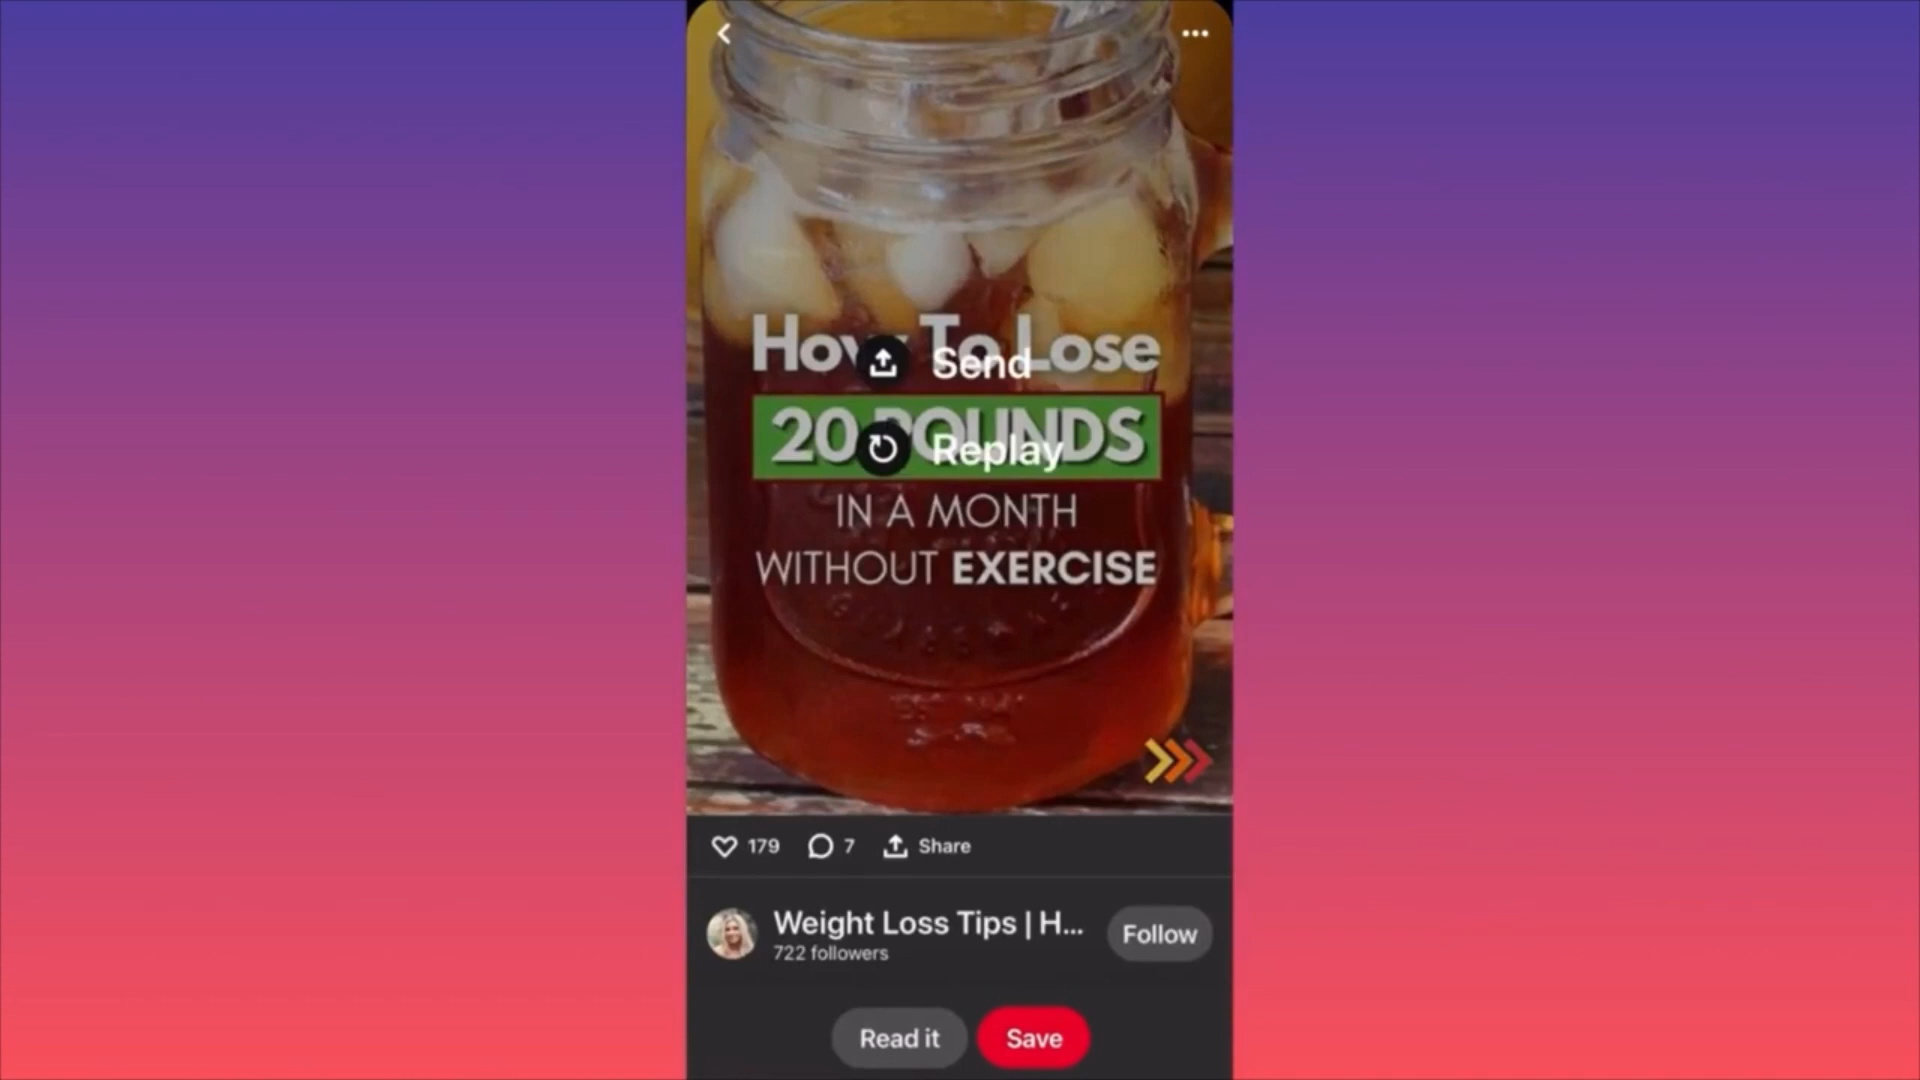 How To Lose
Send
20 POUNDS
Replay
IN A MONTH
WITHOUT EXERCISE
179 7 Share
Weight Loss Tips | H...
722 followers
Follow
Read it Save